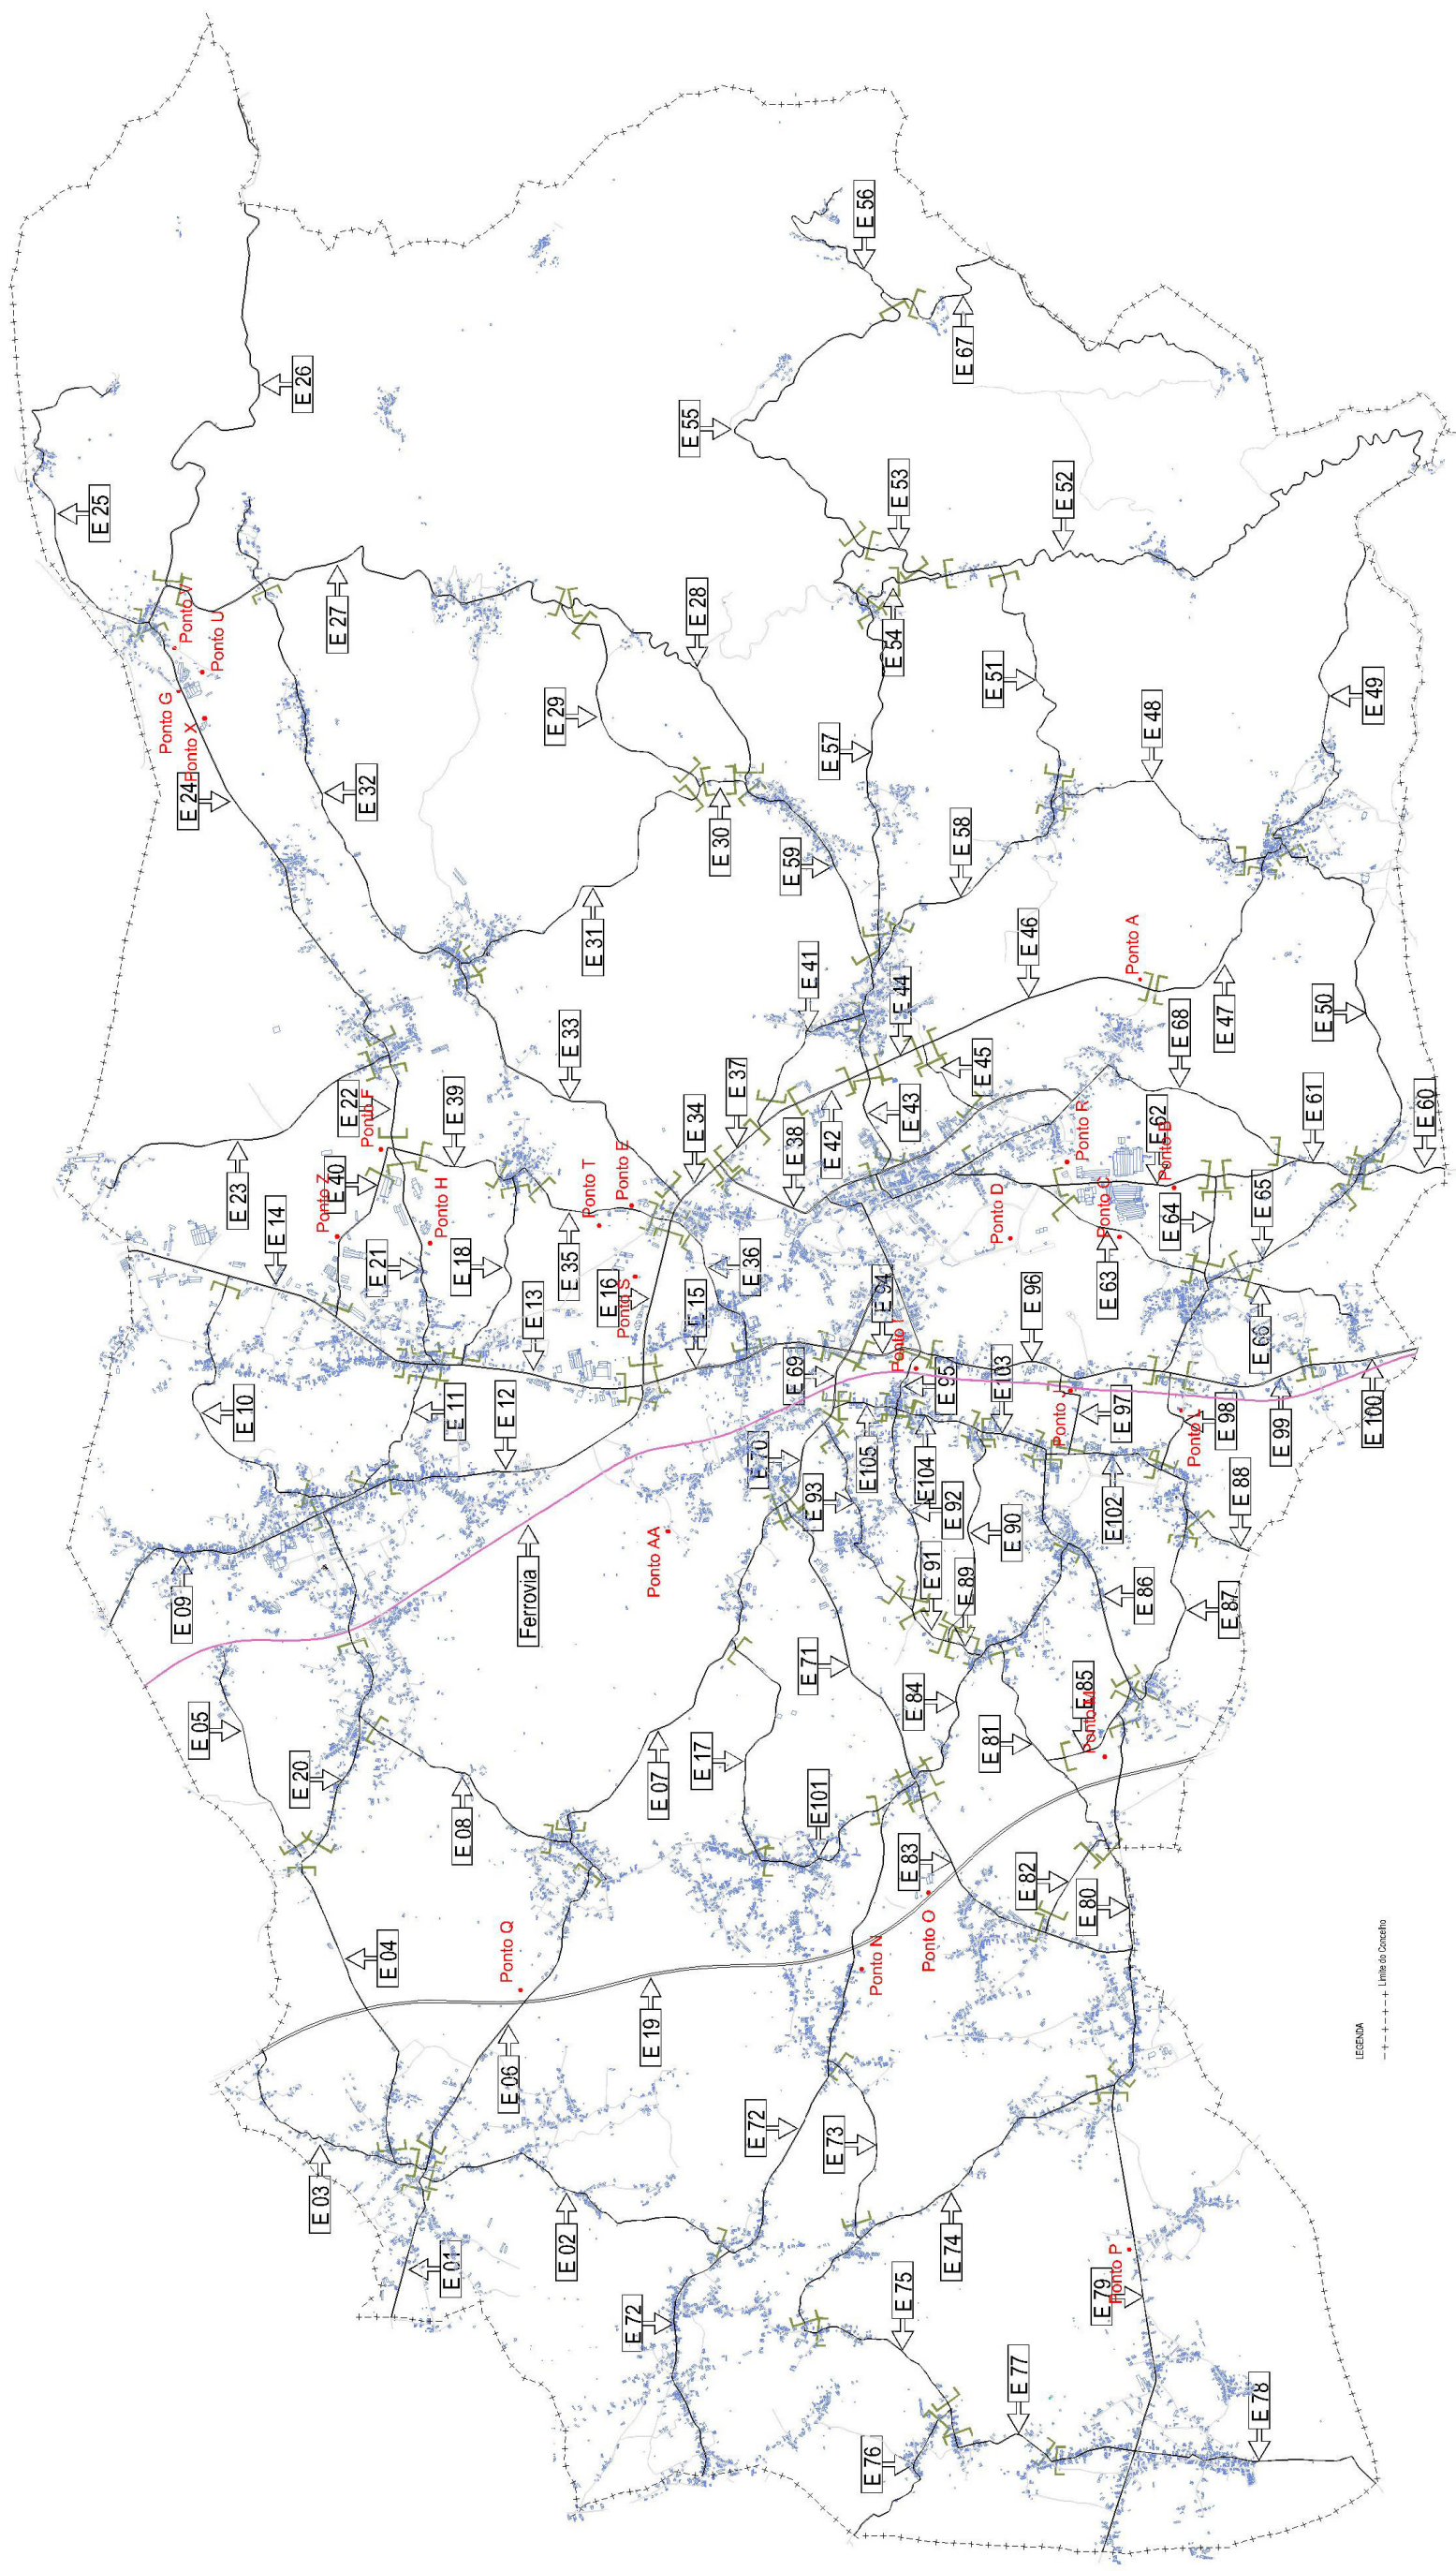 E 25
Ponto G
Ponto X
E 24
Ponto V
Ponto U
E 26
E 09
E 05
E 23
E 14
E 10
E 20
E 03
Ponto Z
E 40
E 27
E 22
Ponto F
E 32
E 04
E 21
Ponto H
E 01
E 11
E 39
E 18
E 08
Ponto Q
E 06
E 12
E 13
Ferrovia
E 29
E 33
E 35
Ponto T
E 02
E 31
E 16
Ponto E
Ponto S
E 72
E 19
Ponto AA
E 07
E 55
E 28
E 34
E 15
E 17
E 30
E 37
E 36
E 70
E 72
E 59
E 38
E 69
E 41
E 71
E 93
E101
E 57
E 42
E 73
E 56
E105
E 76
Ponto N
E 54
E 53
E 44
E 94
Ponto I
E 43
E 83
E 84
E 75
E104
E 91
Ponto O
E 95
E 92
E 74
E 67
E 58
E 89
E 45
E 51
Ponto D
E103
E 81
E 90
E 77
E 46
E 96
E 82
E 52
Ponto J
Ponto R
E 85
Ponto M
E 80
E 97
E 63
Ponto C
E 79
Ponto P
E102
Ponto A
E 86
E 48
E 62
Ponto B
E 64
E 68
Ponto L
E 47
E 98
E 87
E 88
E 65
E 66
E 78
E 99
E 61
E 50
E 49
E 100
E 60
LEGENDA
Limite do Concelho